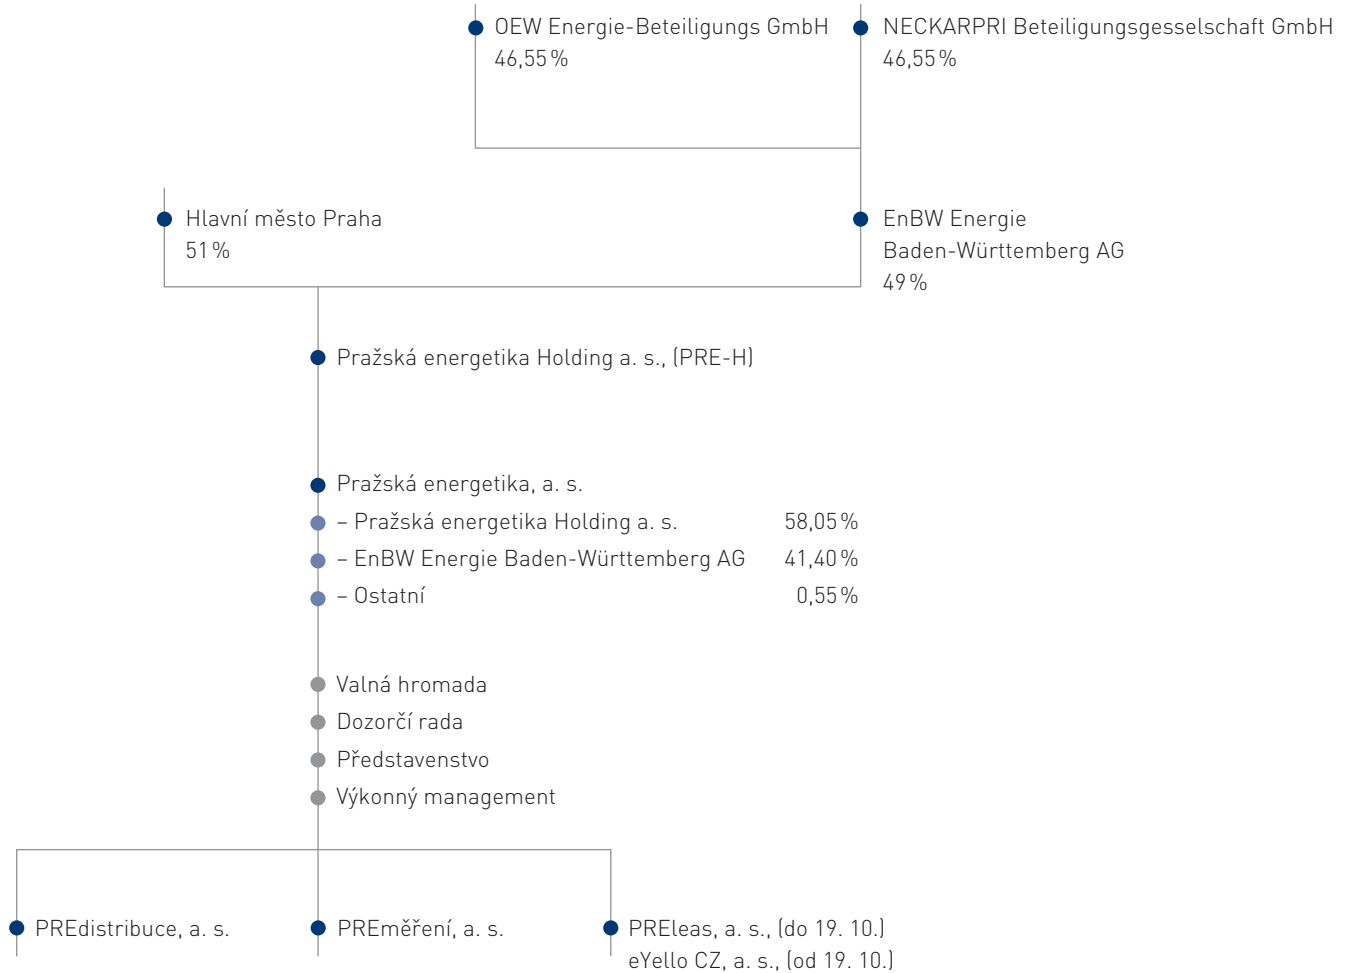 OEW Energie-Beteiligungs GmbH
46,55 %
NECKARPRI Beteiligungsgesselschaft GmbH
46,55 %
Hlavní město Praha
51 %
EnBW Energie
Baden-Württemberg AG
49 %
Pražská energetika Holding a. s., (PRE-H)
Pražská energetika, a. s.
– Pražská energetika Holding a. s. 58,05 %
– EnBW Energie Baden-Württemberg AG 41,40 %
– Ostatní 0,55 %
Valná hromada
Dozorčí rada
Představenstvo
Výkonný management
PREdistribuce, a. s.
PREměření, a. s.
PREleas, a. s., (do 19. 10.)
eYello CZ, a. s., (od 19. 10.)